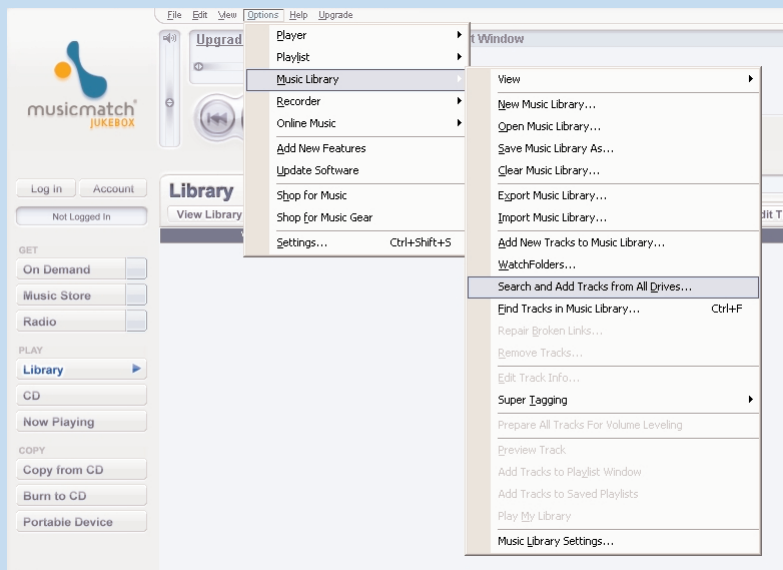 File Edit View Options Help Upgrade
musicmatch
JUKEBOX
Log in Account
Not Logged In
GET
On Demand
Music Store
Radio
PLAY
Library
CD
Now Playing
COPY
Copy from CD
Burn to CD
Portable Device
Upgrad
t Window
Library
View Library
dit T
Player
Playlist
Music Library
Recorder
Online Music
Add New Features
Update Software
Shop for Music
Shop for Music Gear
Settings... Ctrl+Shift+S
View
New Music Library...
Open Music Library...
Save Music Library As...
Clear Music Library...
Export Music Library...
Import Music Library...
Add New Tracks to Music Library...
WatchFolders...
Search and Add Tracks from All Drives...
Find Tracks in Music Library... Ctrl+F
Repair Broken Links...
Remove Tracks...
Edit Track Info...
Super Tagging
Prepare All Tracks For Volume Leveling
Preview Track
Add Tracks to Playlist Window
Add Tracks to Saved Playlists
Play My Library
Music Library Settings...